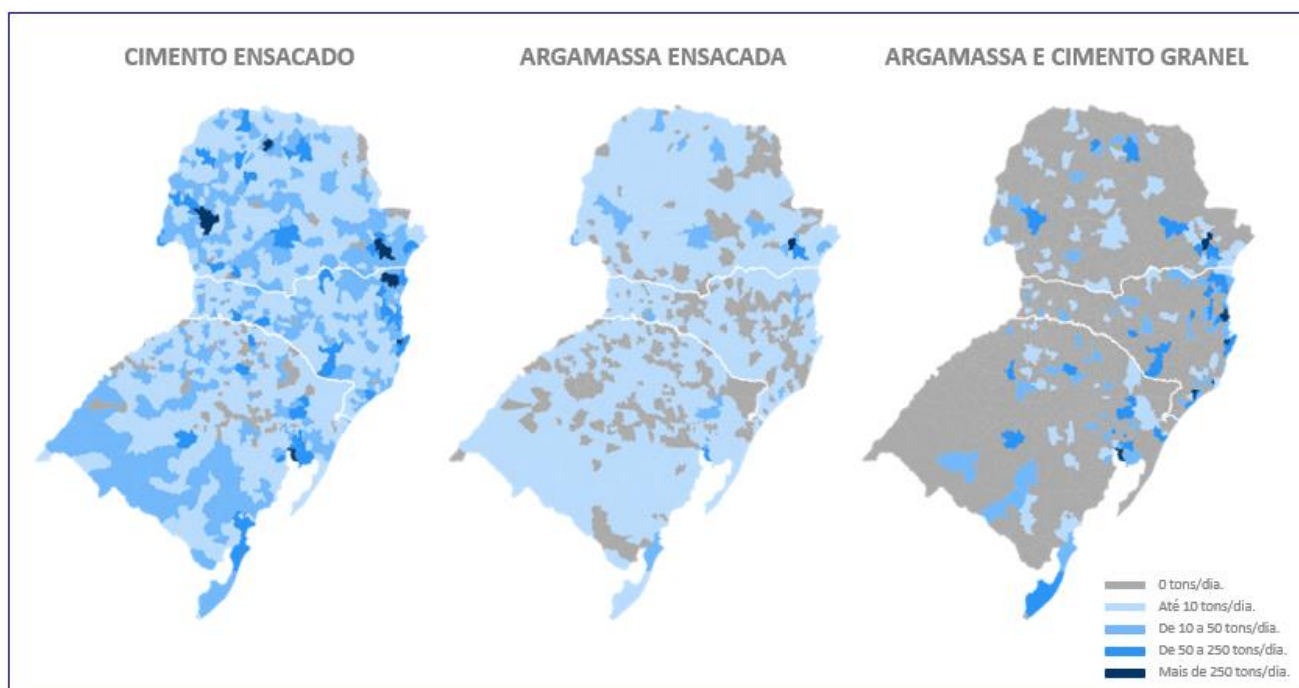 CIMENTO ENSACADO
ARGAMASSA ENSACADA
ARGAMASSA E CIMENTO GRANEL
0 tons/dia.
Até 10 tons/dia.
De 10 a 50 tons/dia.
De 50 a 250 tons/dia.
Mais de 250 tons/dia.